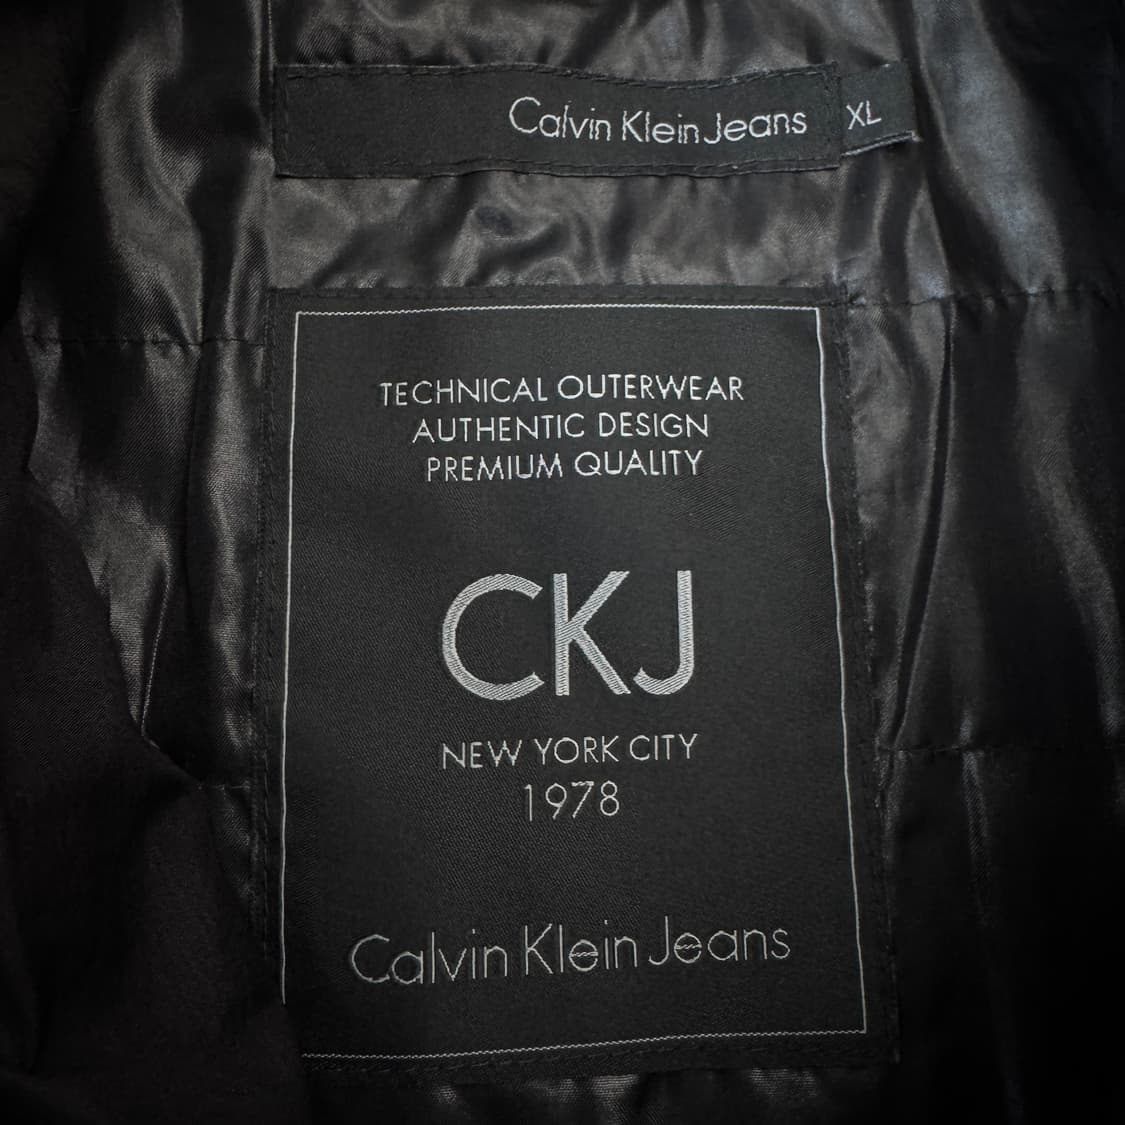 Calvin Klein Jeans
XL
TECHNICAL OUTERWEAR
AUTHENTIC DESIGN
PREMIUM QUALITY
CKJ
NEW YORK CITY
1978
Calvin Klein Jeans